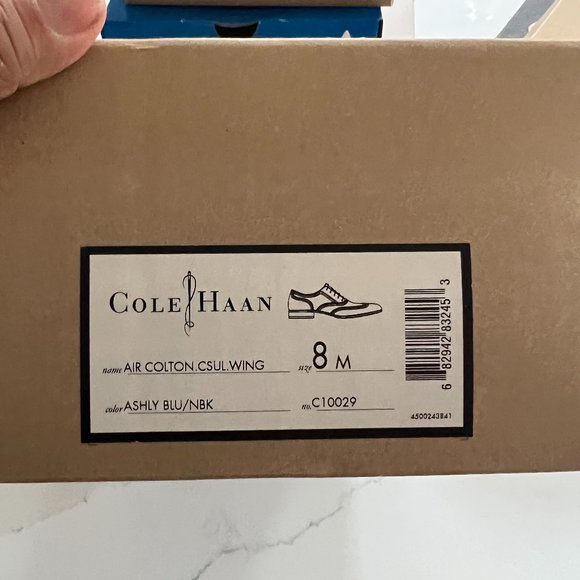 COLE HAAN
name AIR COLTON.CSUL.WING size 8 M
color ASHLY BLU/NBK no. C10029
6 82942 83245 3
4500243841